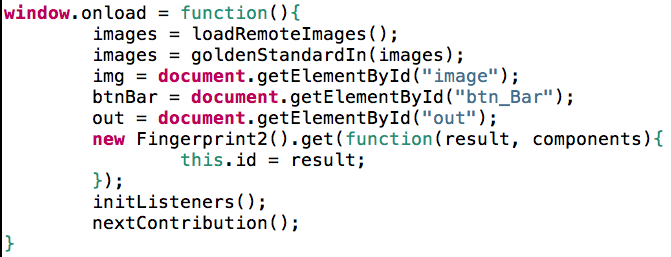 window.onload = function(){
        images = loadRemoteImages();
        images = goldenStandardIn(images);
        img = document.getElementById("image");
        btnBar = document.getElementById("btn_Bar");
        out = document.getElementById("out");
        new Fingerprint2().get(function(result, components){
                this.id = result;
        });
        initListeners();
        nextContribution();
}